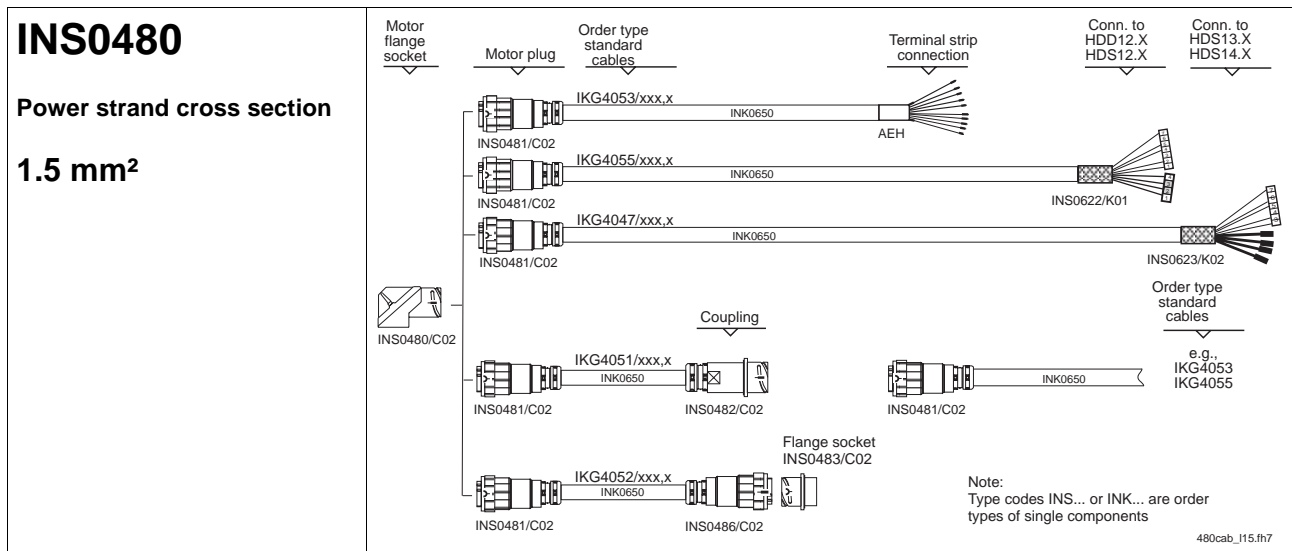 INS0480
Power strand cross section
1.5 mm²
Motor
flange
socket
Motor plug
Order type
standard
cables
Terminal strip
connection
Conn. to
HDD12.X
HDS12.X
Conn. to
HDS13.X
HDS14.X
IKG4053/xxx,x
INK0650
INS0481/C02
AEH
IKG4055/xxx,x
INK0650
INS0481/C02
INS0622/K01
IKG4047/xxx,x
INK0650
INS0481/C02
INS0623/K02
INS0480/C02
Coupling
Order type
standard
cables
e.g.,
IKG4053
IKG4055
IKG4051/xxx,x
INK0650
INS0481/C02
INS0482/C02
INK0650
INS0481/C02
Flange socket
INS0483/C02
IKG4052/xxx,x
INK0650
INS0481/C02
INS0486/C02
Note:
Type codes INS... or INK... are order
types of single components
480cab_l15.fh7